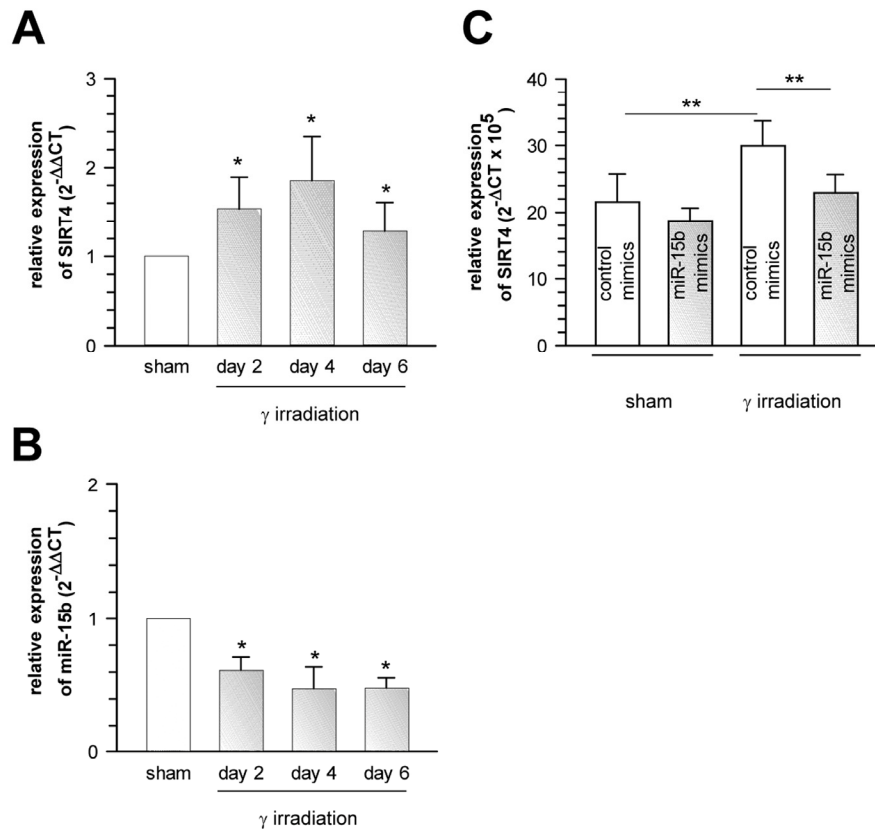 A
relative expression
of SIRT4 (2-ΔΔCT)
3
2
1
0
*
*
*
sham
day 2
day 4
day 6
γ irradiation
B
relative expression
of miR-15b (2-ΔΔCT)
2
1
0
*
*
*
sham
day 2
day 4
day 6
γ irradiation
C
relative expression
of SIRT4 (2-ΔCT x 105)
40
30
20
10
0
**
**
control
mimics
miR-15b
mimics
control
mimics
miR-15b
mimics
sham
γ irradiation